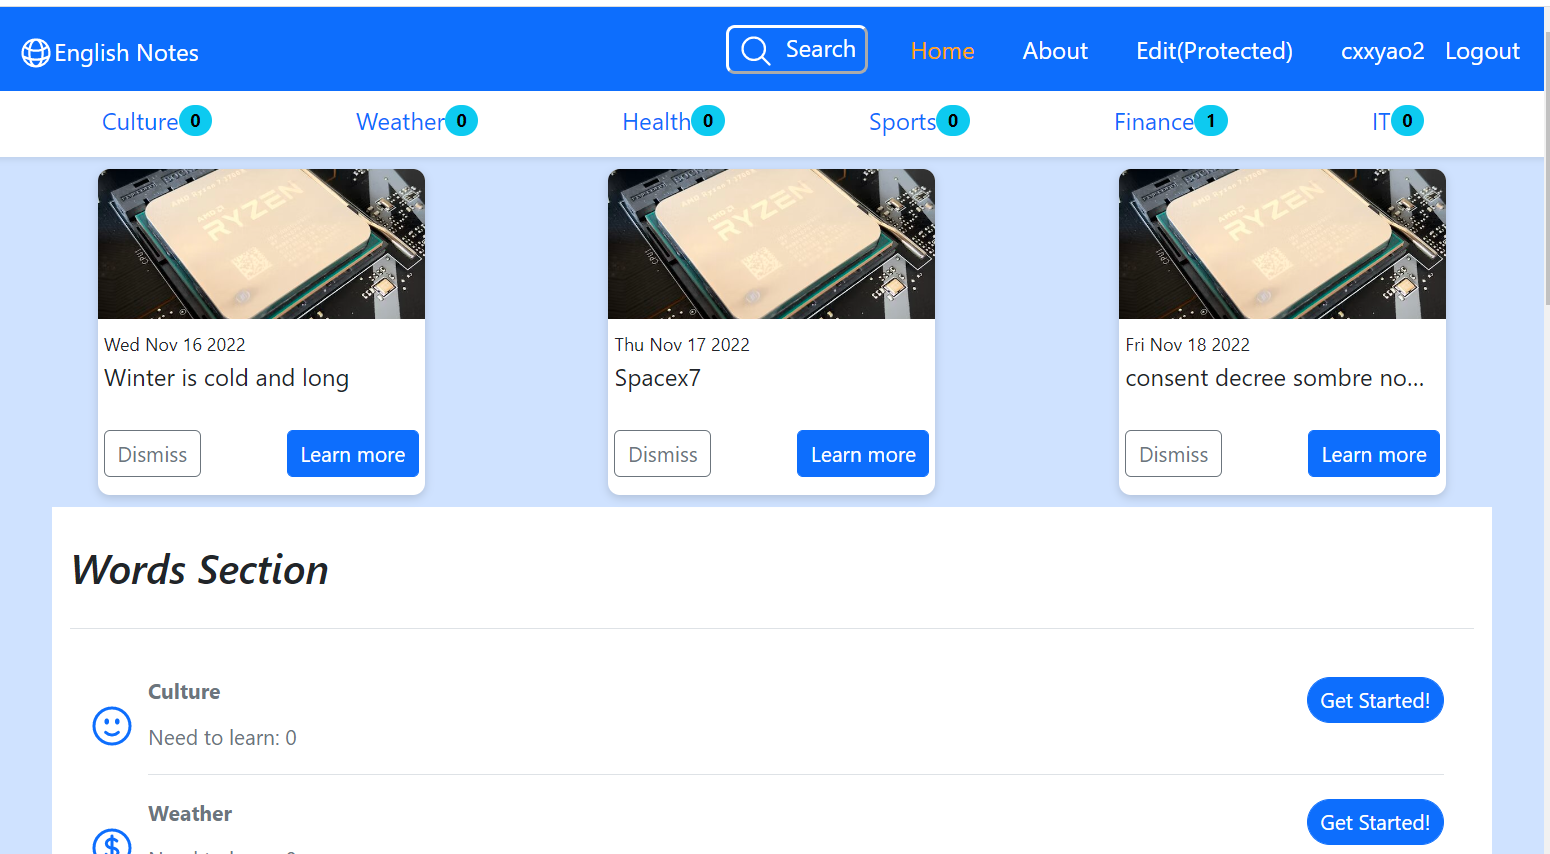 English Notes Search Home About Edit(Protected) cxxyao2 Logout
Culture 0 Weather 0 Health 0 Sports 0 Finance 1 IT 0
RYZEN RYZEN RYZEN
Wed Nov 16 2022 Thu Nov 17 2022 Fri Nov 18 2022
Winter is cold and long Spacex7 consent decree sombre no...
Dismiss Learn more Dismiss Learn more Dismiss Learn more
Words Section
Culture Get Started!
Need to learn: 0
Weather Get Started!